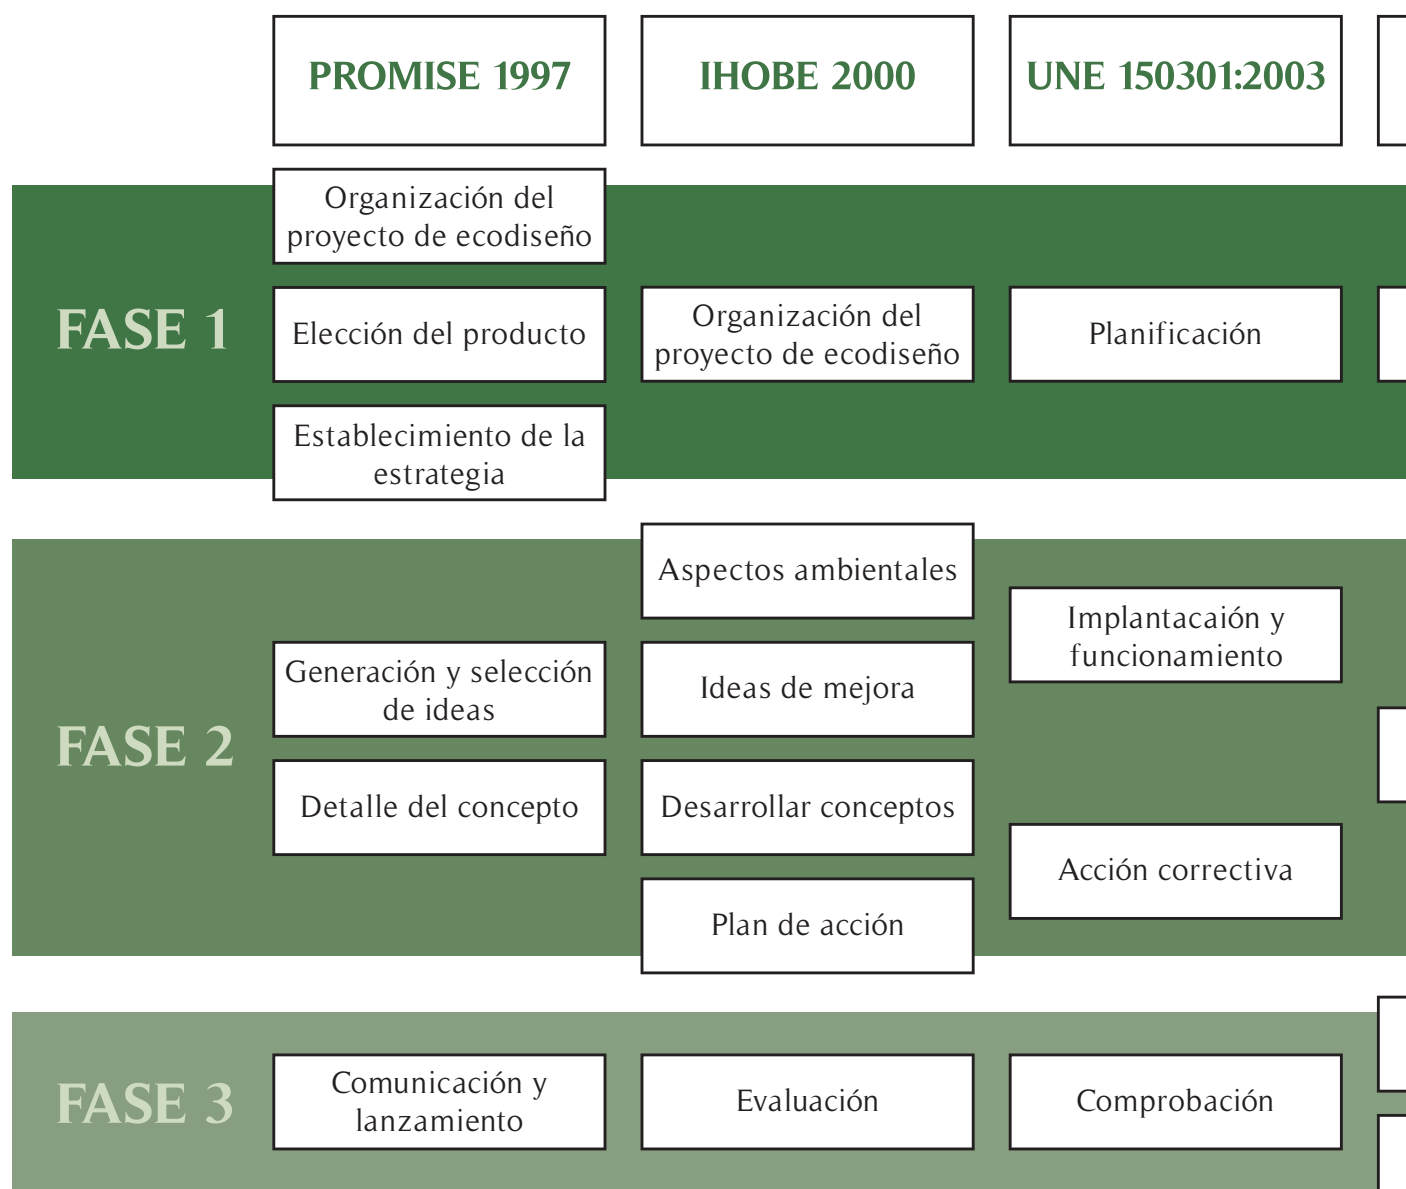 PROMISE 1997
IHOBE 2000
UNE 150301:2003
FASE 1
Organización del
proyecto de ecodiseño
Elección del producto
Establecimiento de la
estrategia
Organización del
proyecto de ecodiseño
Planificación
FASE 2
Generación y selección
de ideas
Detalle del concepto
Aspectos ambientales
Ideas de mejora
Desarrollar conceptos
Plan de acción
Implantacaión y
funcionamiento
Acción correctiva
FASE 3
Comunicación y
lanzamiento
Evaluación
Comprobación